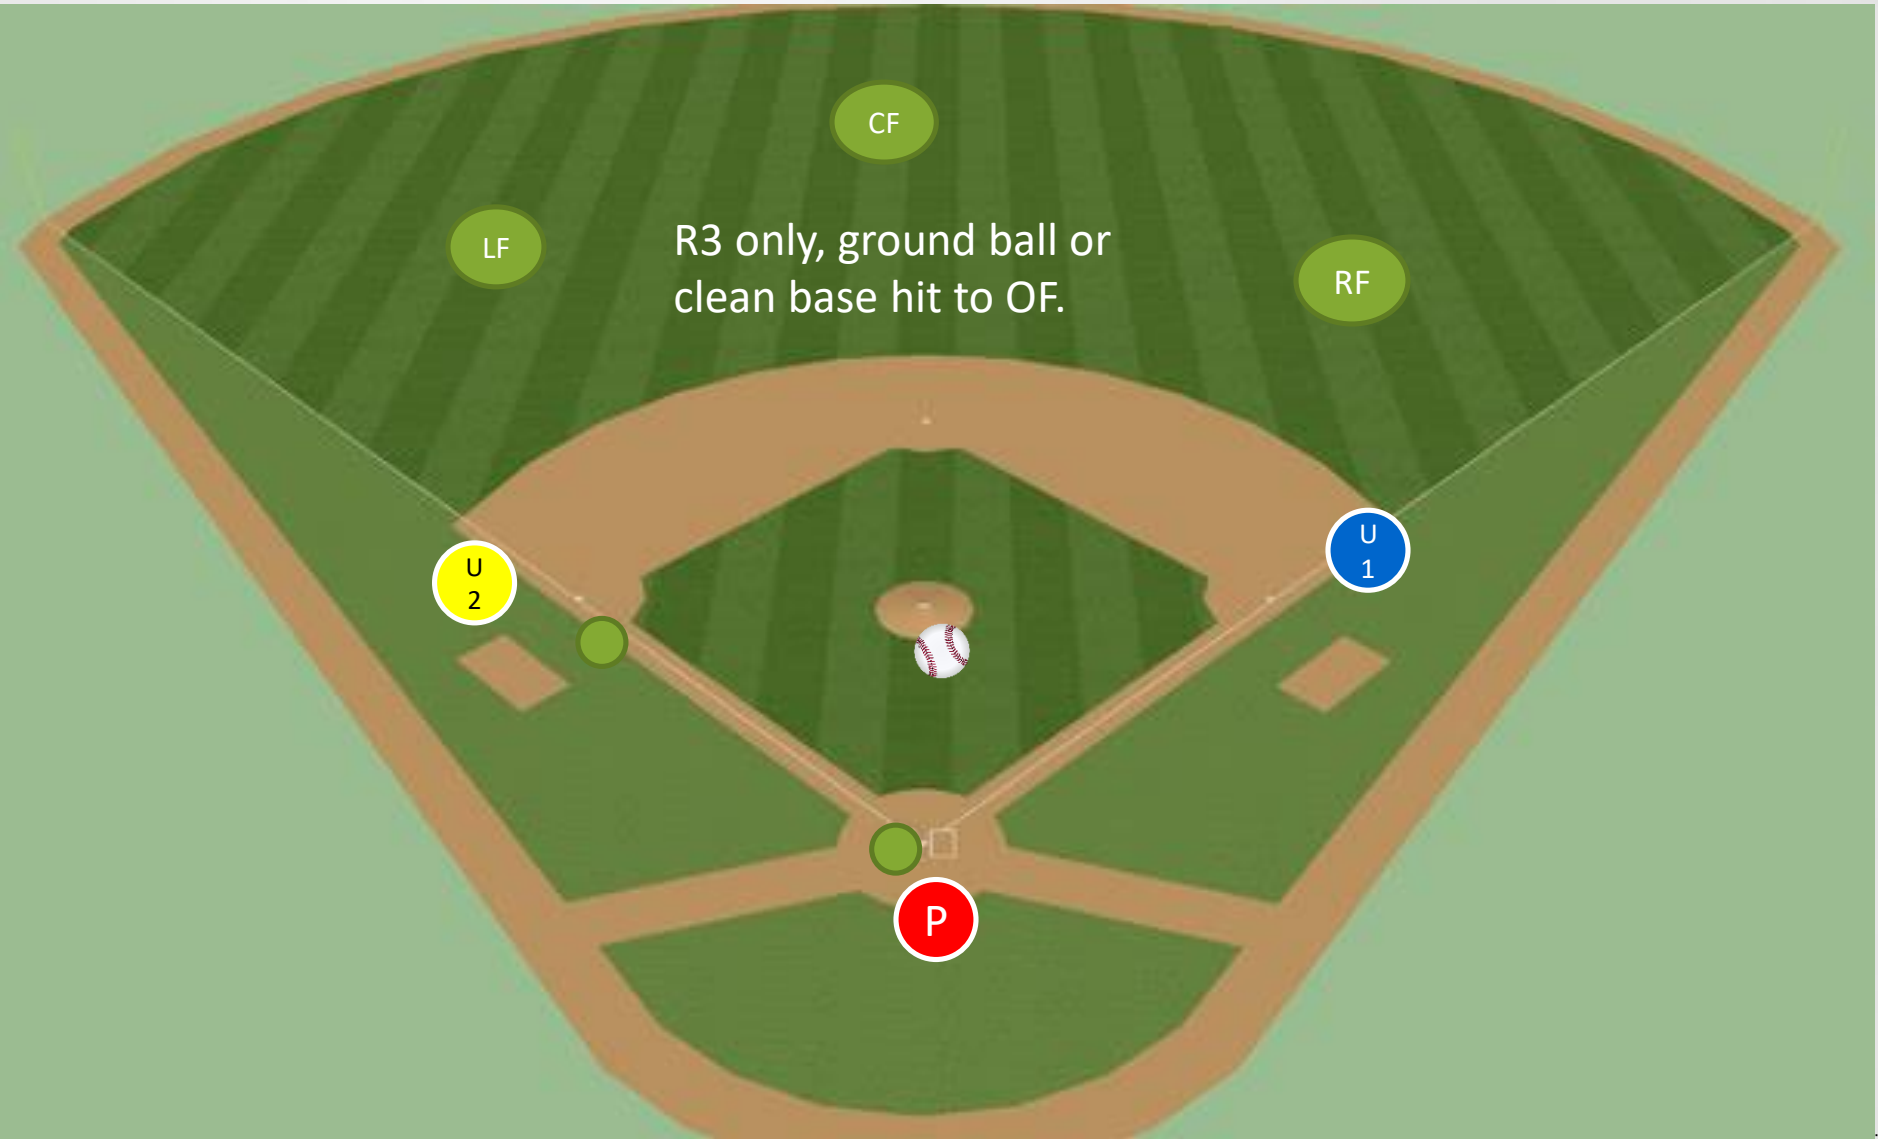 CF
LF
R3 only, ground ball or
clean base hit to OF.
RF
U
2
U
1
P